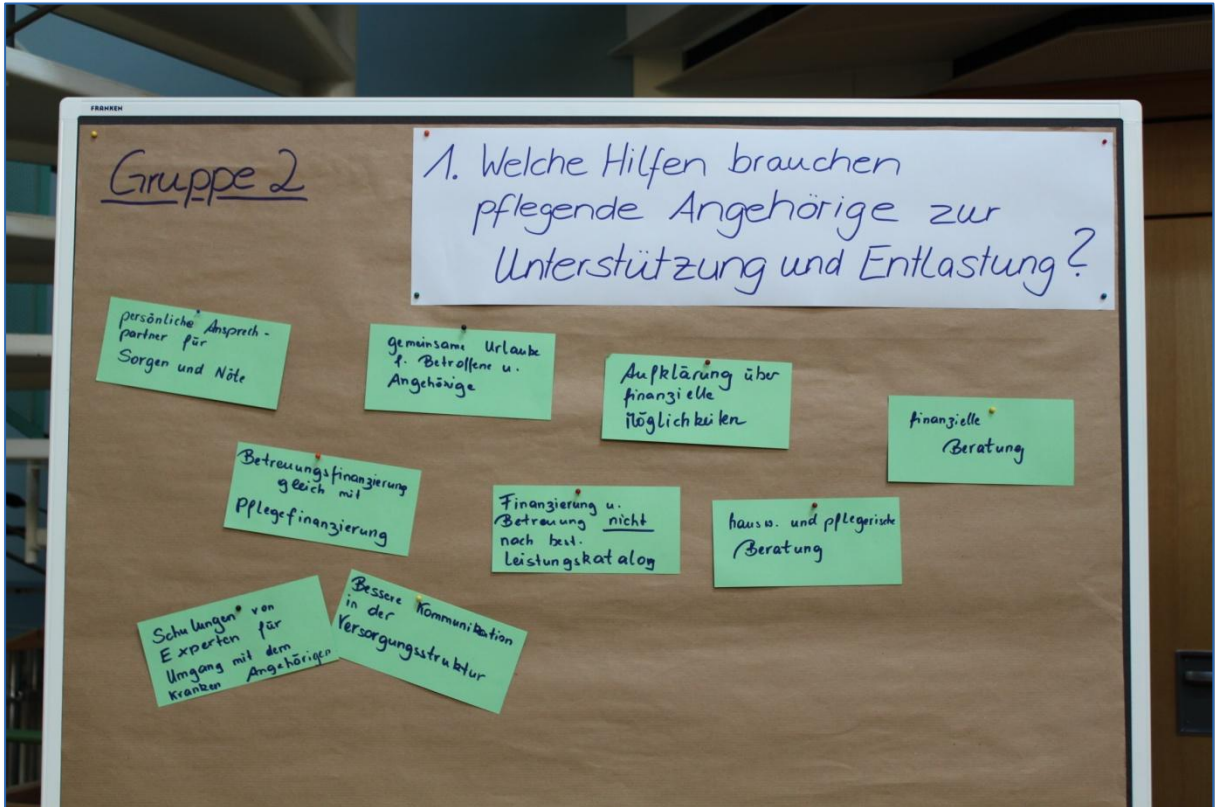 FRANKEN
Gruppe 2
1. Welche Hilfen brauchen
pflegende Angehörige zur
Unterstützung und Entlastung?
persönliche Ansprech-
partner für
Sorgen und Nöte
gemeinsame Urlaube
f. Betroffene u.
Angehörige
Aufklärung über
finanzielle
Möglichkeiten
finanzielle
Beratung
Betreuungsfinanzierung
gleich mit
Pflegefinanzierung
Finanzierung u.
Betreuung nicht
nach best.
Leistungskatalog
hausw. und pflegerische
Beratung
Schulungen von
Experten für
Umgang mit dem
Kranken Angehörigen
Bessere Kommunikation
in der
Versorgungsstruktur